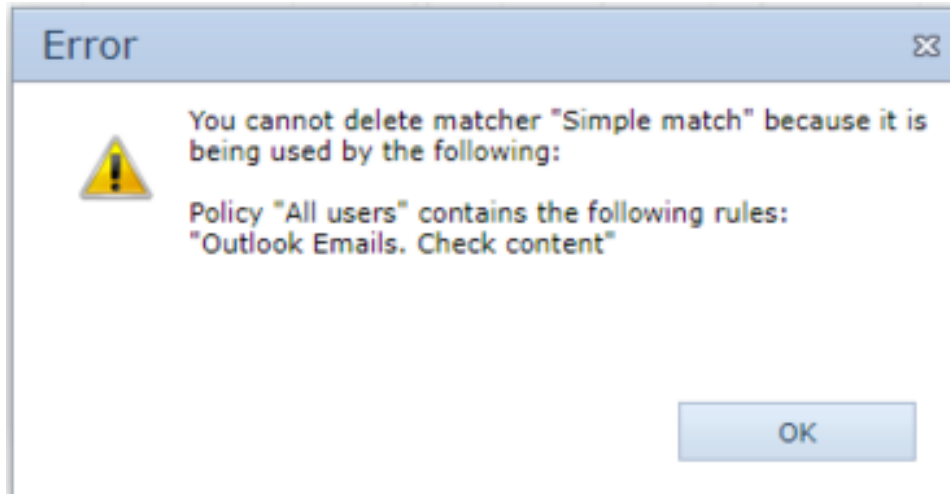 Error
You cannot delete matcher "Simple match" because it is
being used by the following:
Policy "All users" contains the following rules:
"Outlook Emails. Check content"
OK